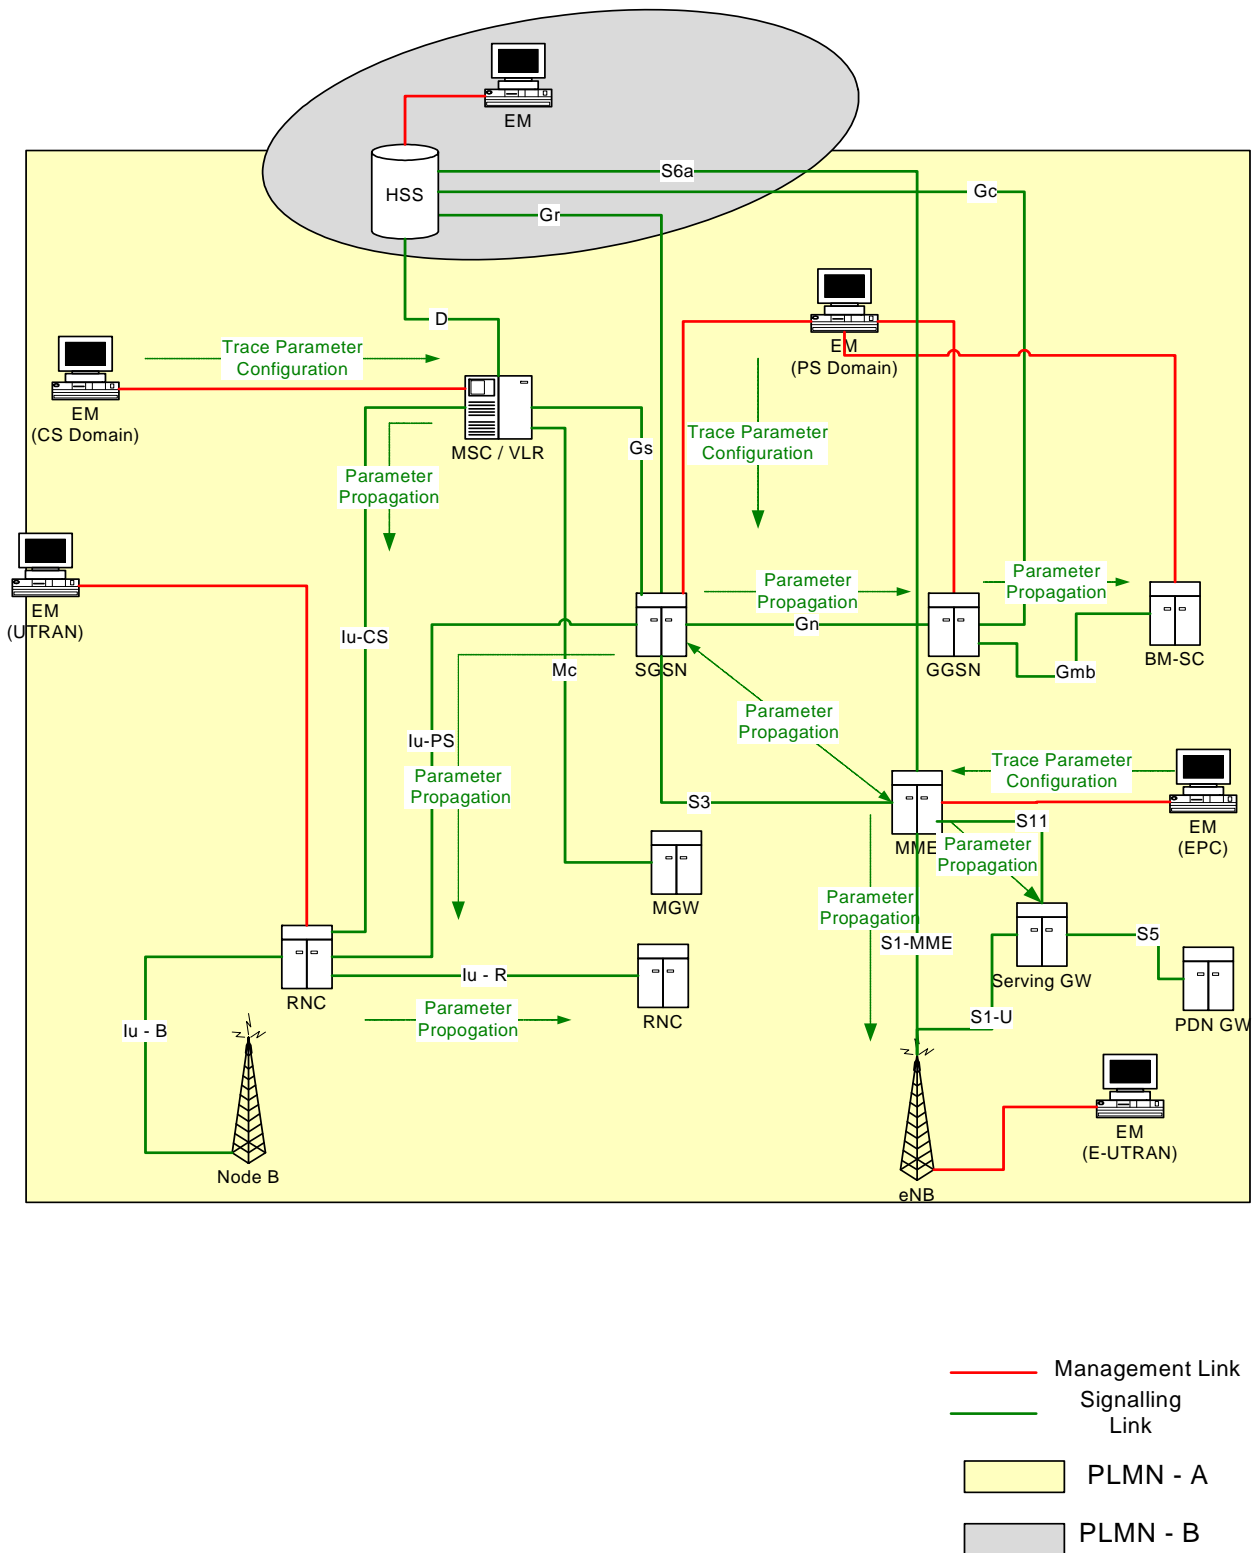 EM
HSS
S6a
Gc
Gr
D
EM
(PS Domain)
Trace Parameter
Configuration
EM
(CS Domain)
MSC / VLR
Gs
Trace Parameter
Configuration
Parameter
Propagation
EM
(UTRAN)
Iu-CS
Parameter
Propagation
Parameter
Propagation
Gn
SGSN
GGSN
BM-SC
Gmb
Mc
Parameter
Propagation
Iu-PS
Parameter
Propagation
Trace Parameter
Configuration
S3
S11
MME
EM
(EPC)
Parameter
Propagation
MGW
Parameter
Propagation
S1-MME
S5
Iu - R
Serving GW
RNC
RNC
PDN GW
Parameter
Propogation
S1-U
Iu - B
EM
(E-UTRAN)
Node B
eNB
Management Link
Signalling
Link
PLMN - A
PLMN - B